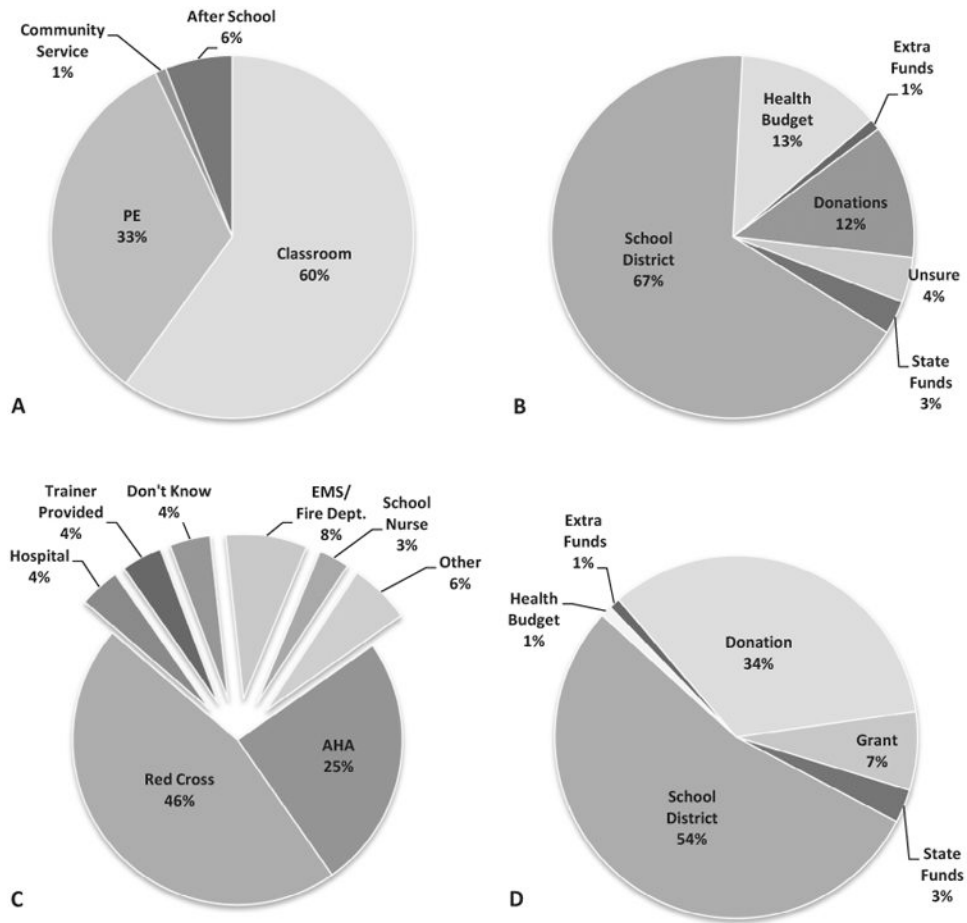 After School
6%
Community
Service
1%
PE
33%
Classroom
60%
A
Extra
Funds
1%
Health
Budget
13%
Donations
12%
School
District
67%
Unsure
4%
State
Funds
3%
B
Trainer
Provided
4%
Don't Know
4%
EMS/
Fire Dept.
8%
School
Nurse
3%
Hospital
4%
Other
6%
AHA
25%
Red Cross
46%
C
Extra
Funds
1%
Health
Budget
1%
Donation
34%
Grant
7%
School
District
54%
State
Funds
3%
D